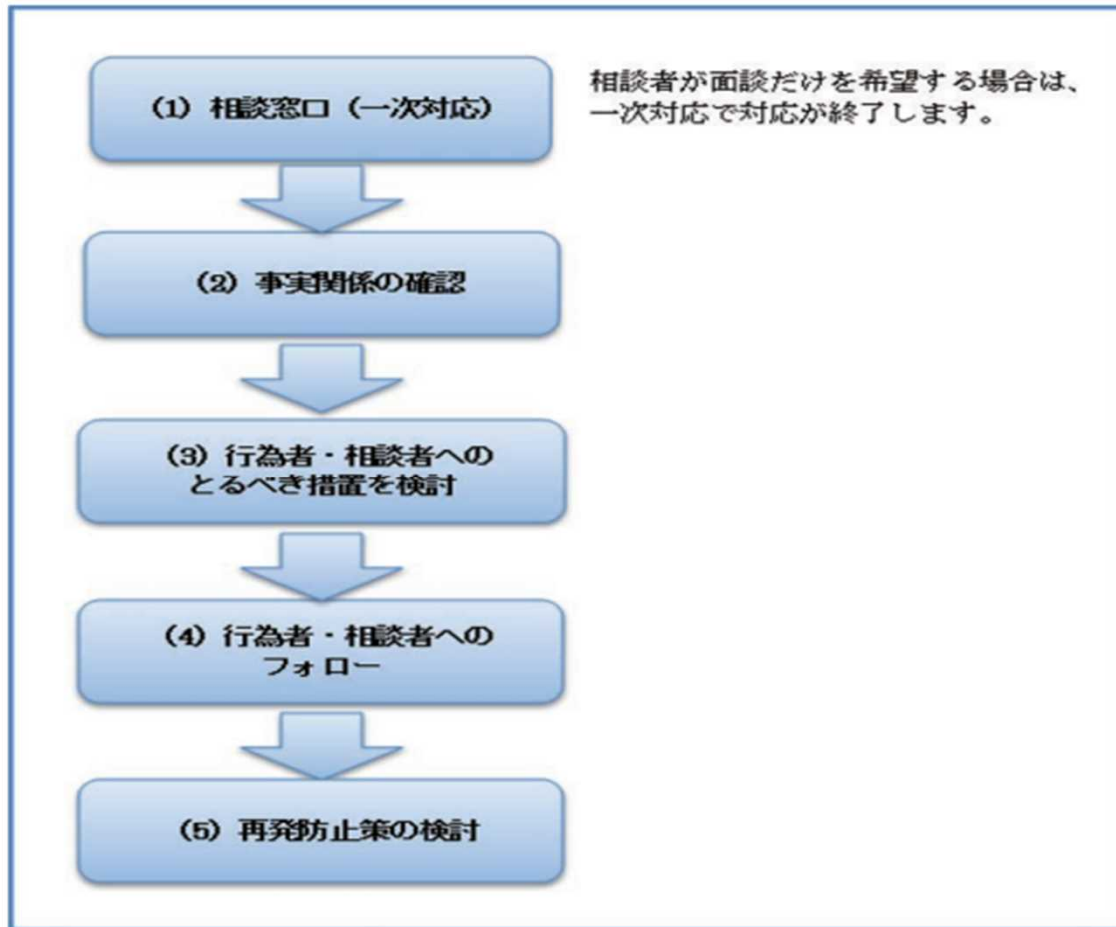 (1) 相談窓口（一次対応）
相談者が面談だけを希望する場合は、
一次対応で対応が終了します。
(2) 事実関係の確認
(3) 行為者・相談者への
とるべき措置を検討
(4) 行為者・相談者への
フォロー
(5) 再発防止策の検討